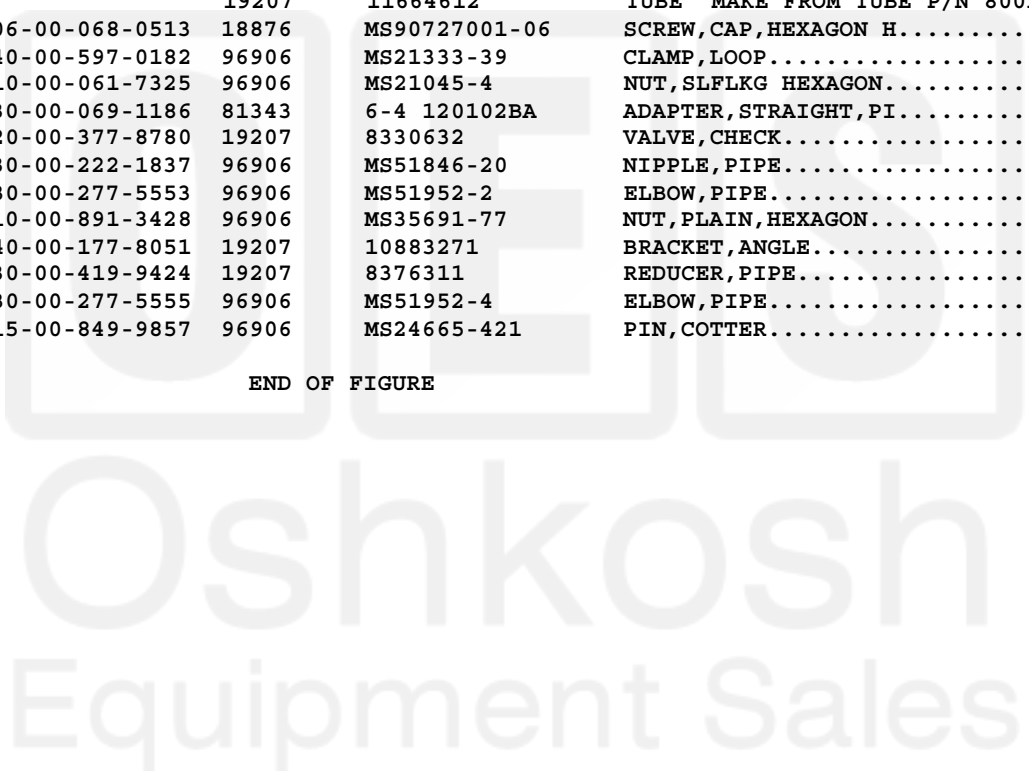 19207 11664612 TUBE MAKE FROM TUBE P/N
06-00-068-0513 18876 MS90727001-06 SCREW,CAP,HEXAGON H.........
40-00-597-0182 96906 MS21333-39 CLAMP,LOOP..................
10-00-061-7325 96906 MS21045-4 NUT,SLFLKG HEXAGON..........
30-00-069-1186 81343 6-4 120102BA ADAPTER,STRAIGHT,PI.........
20-00-377-8780 19207 8330632 VALVE,CHECK.................
30-00-222-1837 96906 MS51846-20 NIPPLE,PIPE.................
30-00-277-5553 96906 MS51952-2 ELBOW,PIPE..................
10-00-891-3428 96906 MS35691-77 NUT,PLAIN,HEXAGON...........
40-00-177-8051 19207 10883271 BRACKET,ANGLE...............
30-00-419-9424 19207 8376311 REDUCER,PIPE................
30-00-277-5555 96906 MS51952-4 ELBOW,PIPE..................
15-00-849-9857 96906 MS24665-421 PIN,COTTER..................
END OF FIGURE
OES
Oshkosh
Equipment Sales